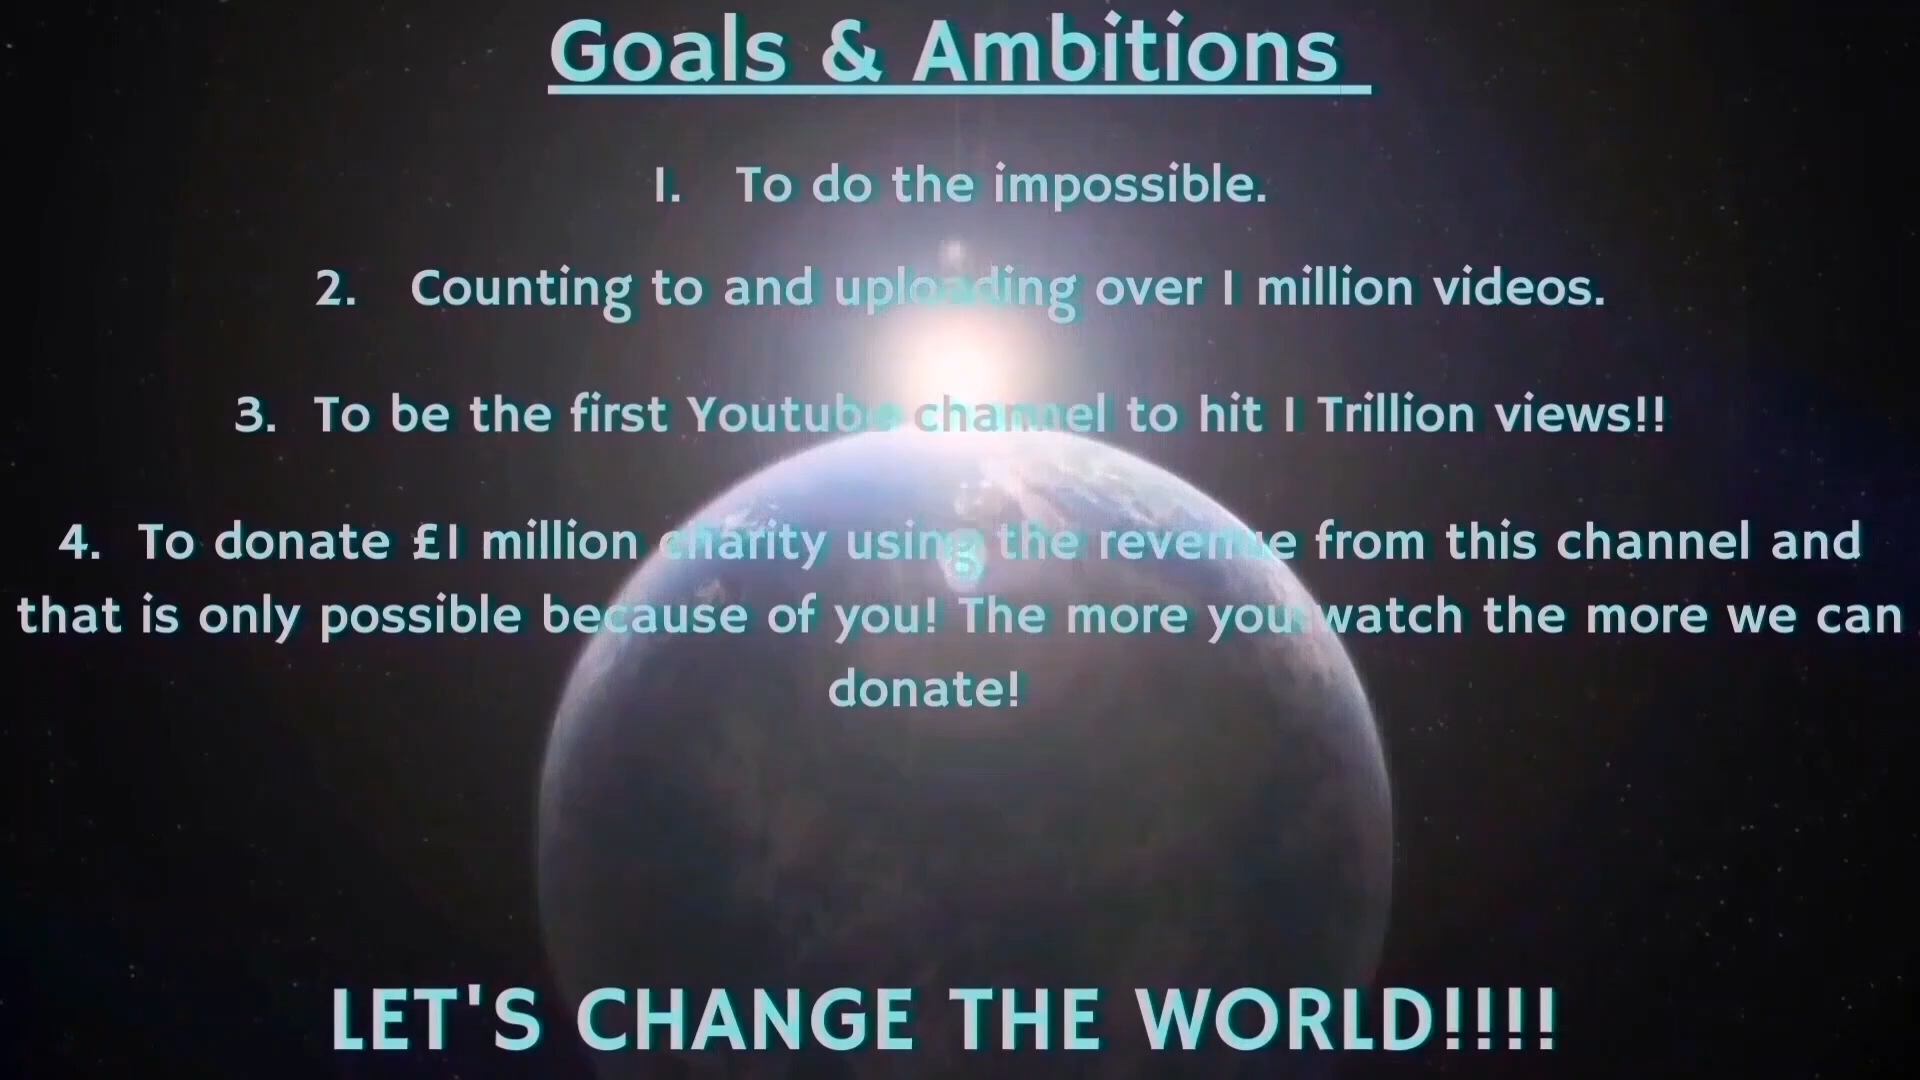 Goals & Ambitions
1. To do the impossible.
2. Counting to and uploading over 1 million videos.
3. To be the first Youtube channel to hit 1 Trillion views!!
4. To donate £1 million charity using the revenue from this channel and
that is only possible because of you! The more you watch the more we can
donate!
LET'S CHANGE THE WORLD!!!!